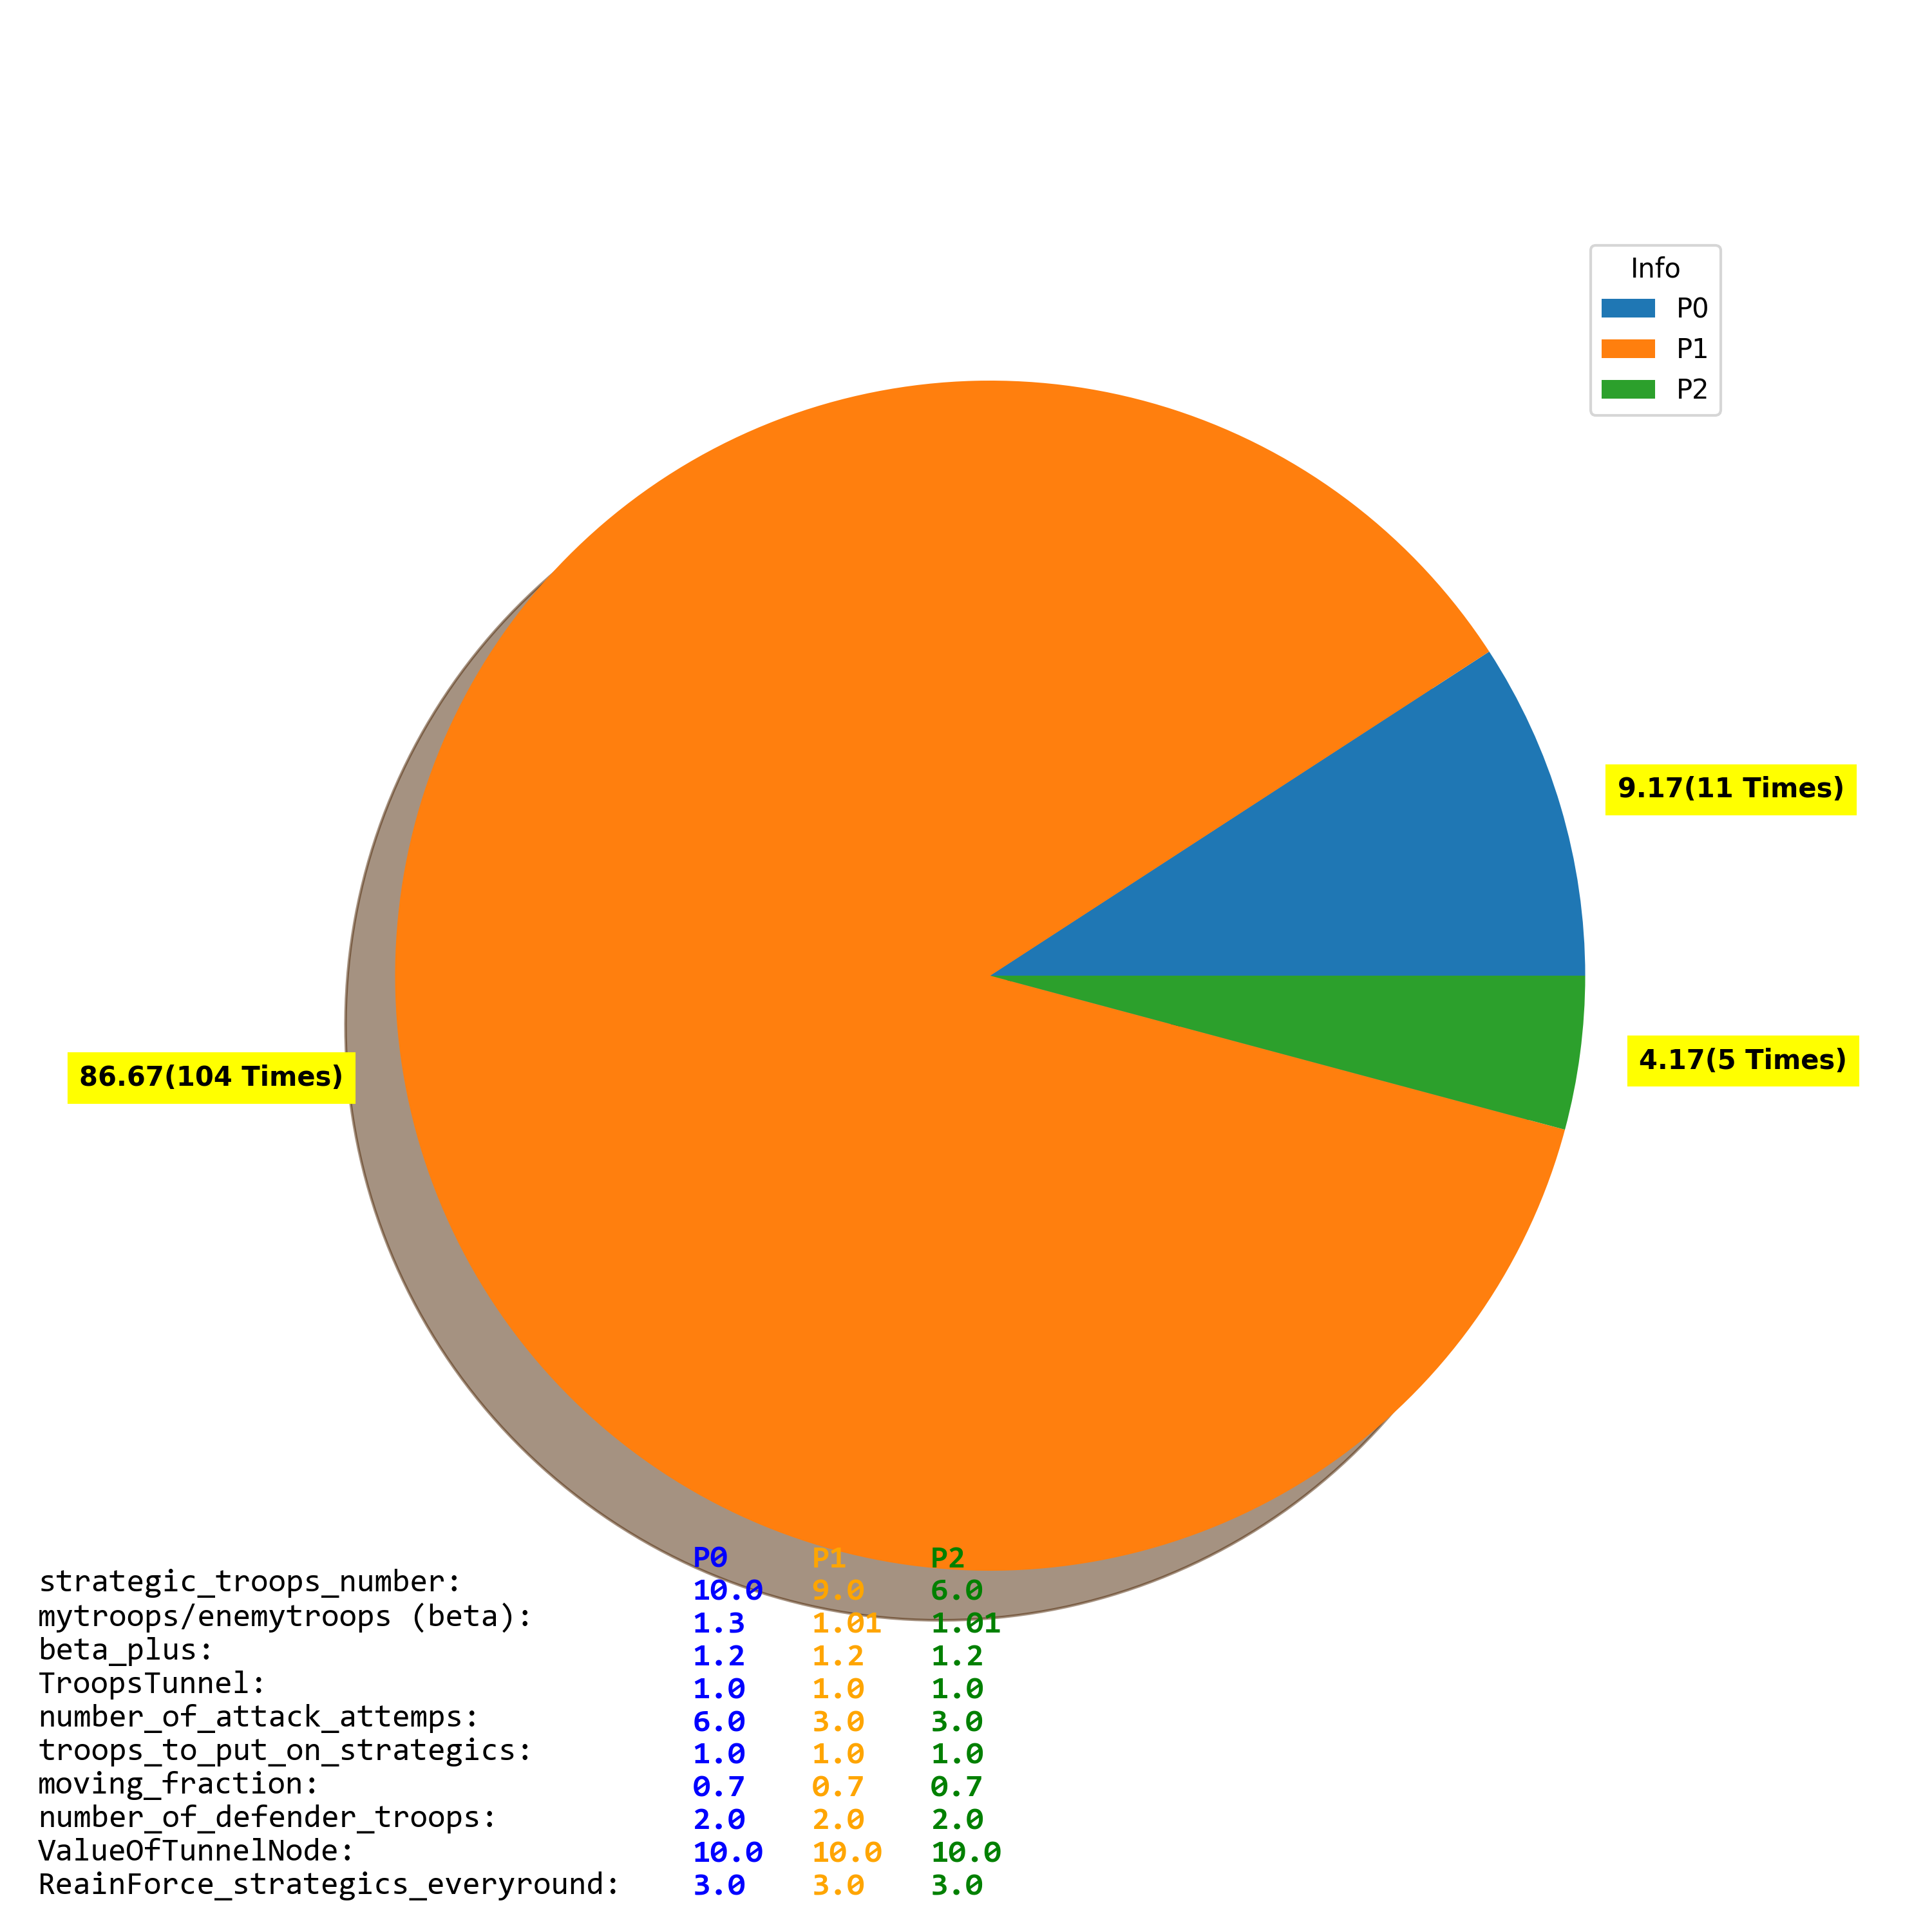 Info
P0
P1
P2
9.17(11 Times)
4.17(5 Times)
86.67(104 Times)
P0 P1 P2
strategic_troops_number: 10.0 9.0 6.0
mytroops/enemytroops (beta): 1.3 1.01 1.01
beta_plus: 1.2 1.2 1.2
TroopsTunnel: 1.0 1.0 1.0
number_of_attack_attemps: 6.0 3.0 3.0
troops_to_put_on_strategics: 1.0 1.0 1.0
moving_fraction: 0.7 0.7 0.7
number_of_defender_troops: 2.0 2.0 2.0
ValueOfTunnelNode: 10.0 10.0 10.0
ReainForce_strategics_everyround: 3.0 3.0 3.0